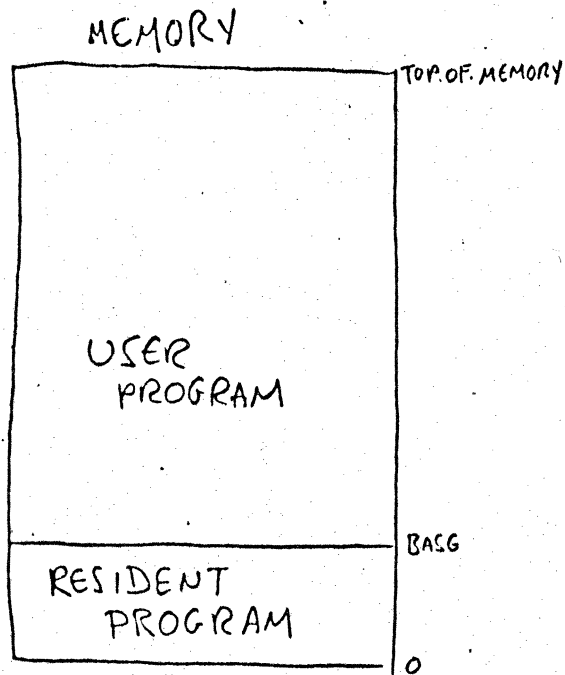 MEMORY
TOP.OF.MEMORY
USER
PROGRAM
BASE
RESIDENT
PROGRAM
0